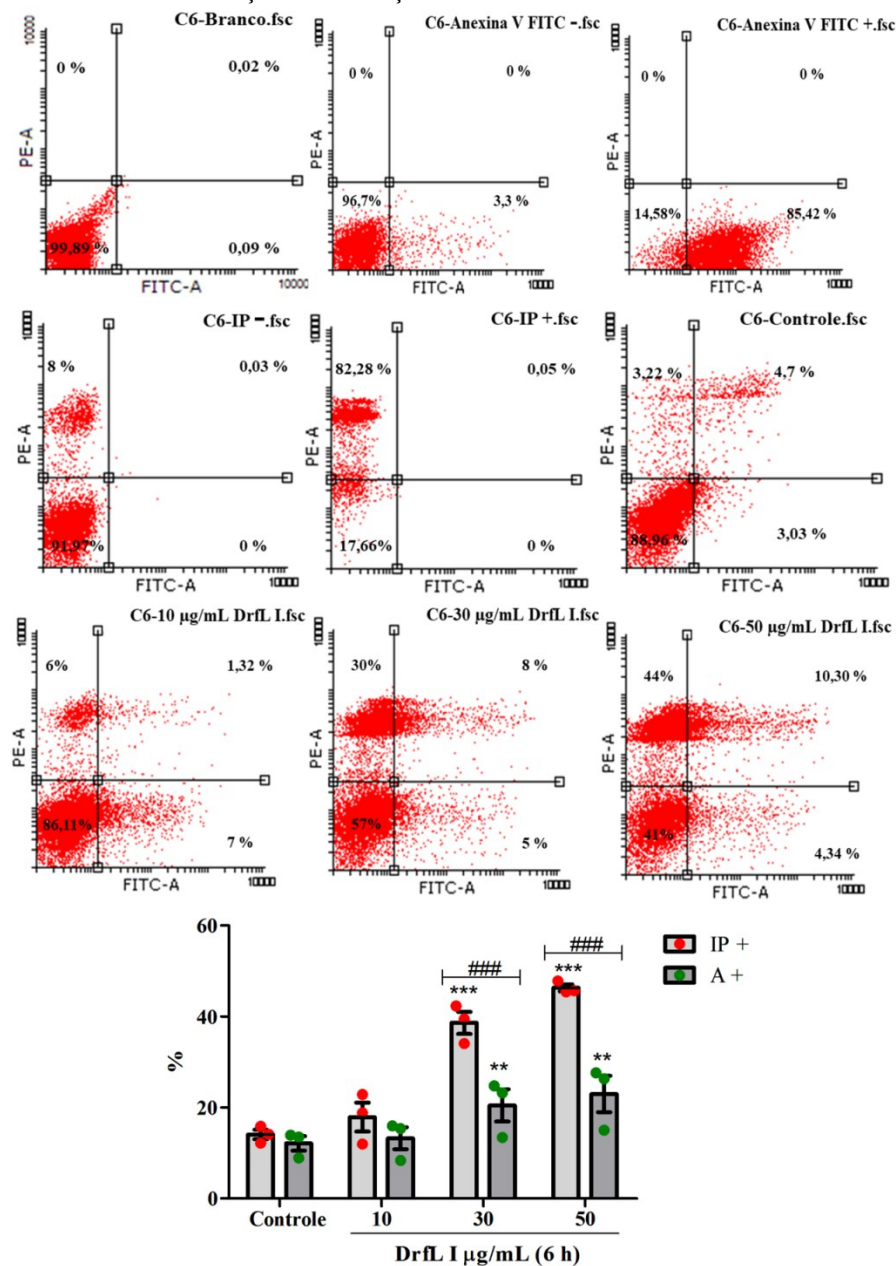 C6-Branco.fsc
C6-Anexina V FITC -.fsc
C6-Anexina V FITC +.fsc
10000
0 %
0,02 %
0 %
0 %
0 %
0 %
PE-A
PE-A
PE-A
99,89 %
0,09 %
96,7%
3,3 %
14,58%
85,42 %
10000
FITC-A
FITC-A
FITC-A
C6-IP -.fsc
C6-IP +.fsc
C6-Controle.fsc
8 %
0,03 %
82,28 %
0,05 %
3,22 %
4,7 %
PE-A
PE-A
PE-A
91,97%
0 %
17,66%
0 %
88,96 %
3,03 %
FITC-A
FITC-A
FITC-A
C6-10 µg/mL DrfL I.fsc
C6-30 µg/mL DrfL I.fsc
C6-50 µg/mL DrfL I.fsc
6%
1,32 %
30%
8 %
44%
10,30 %
PE-A
PE-A
PE-A
86,11%
7 %
57%
5 %
41%
4,34 %
FITC-A
FITC-A
FITC-A
60
40
20
0
%
###
###
***
***
**
**
IP +
A +
Controle
10
30
50
DrfL I µg/mL (6 h)